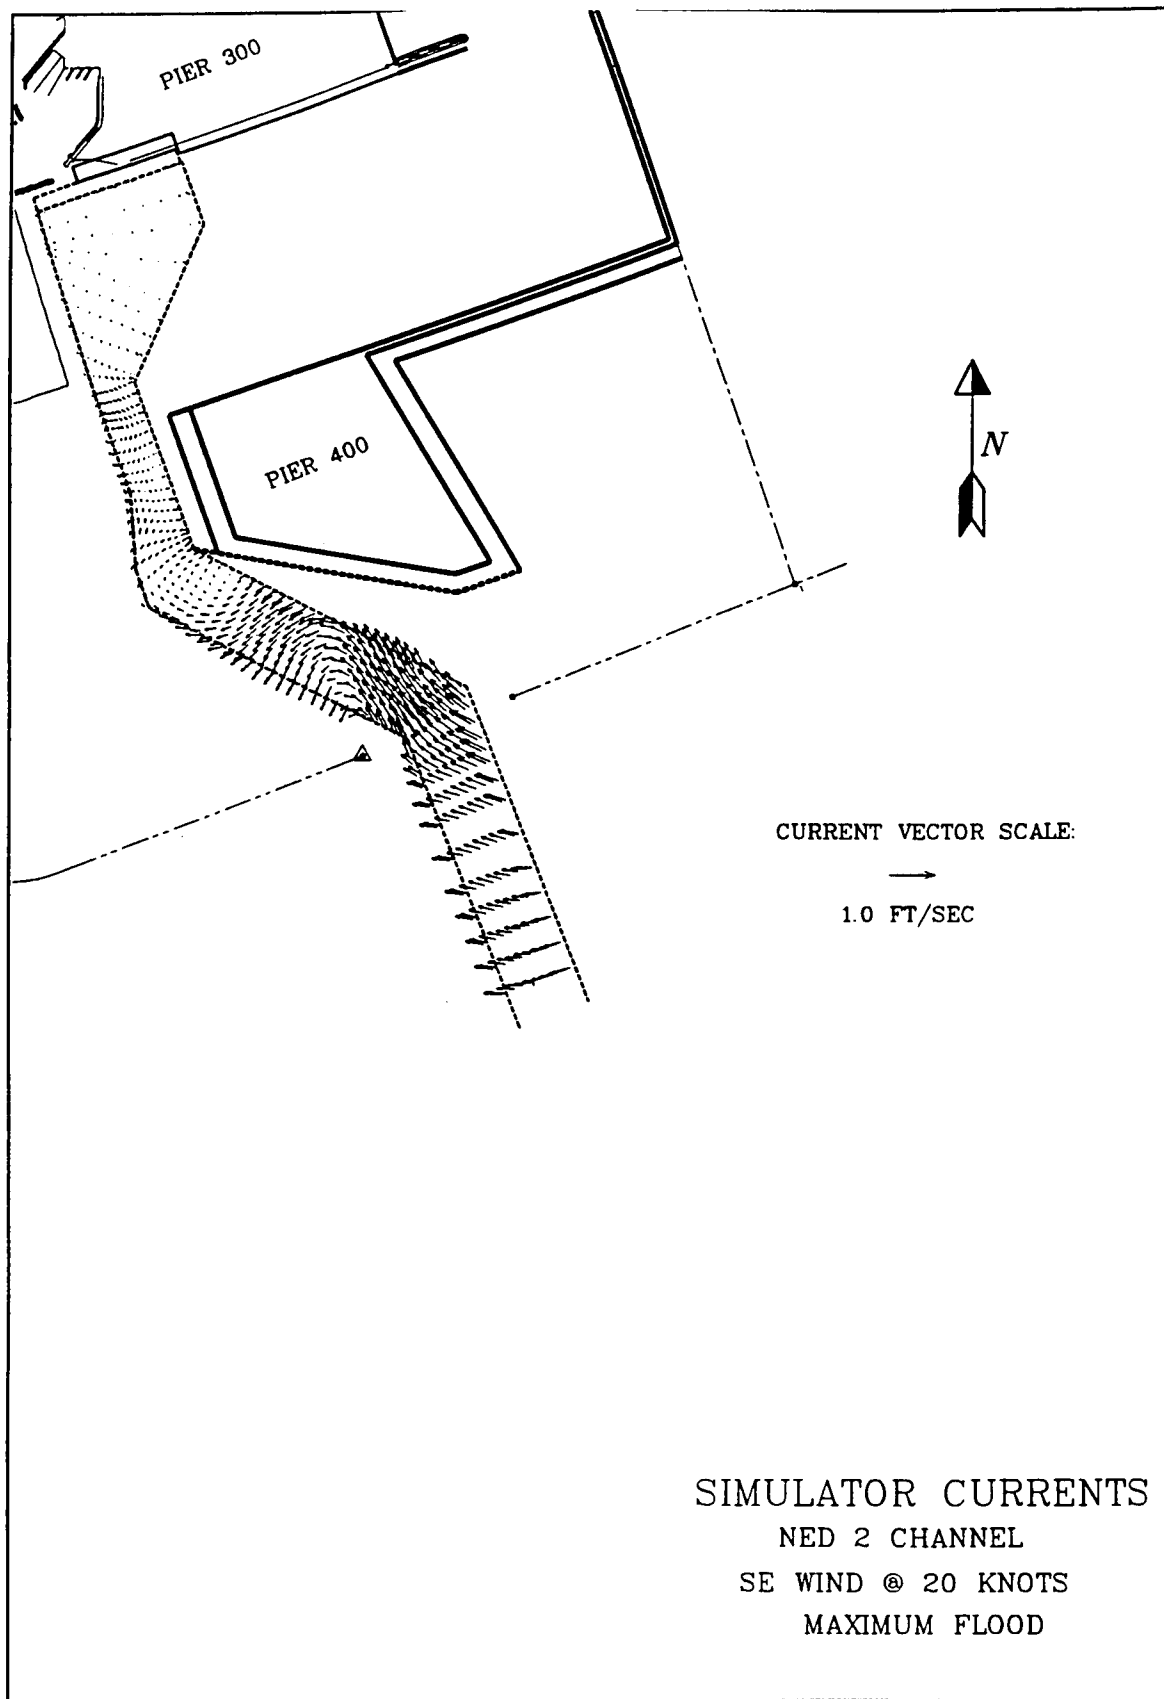 PIER 300
PIER 400
N
CURRENT VECTOR SCALE:
1.0 FT/SEC
SIMULATOR CURRENTS
NED 2 CHANNEL
SE WIND @ 20 KNOTS
MAXIMUM FLOOD